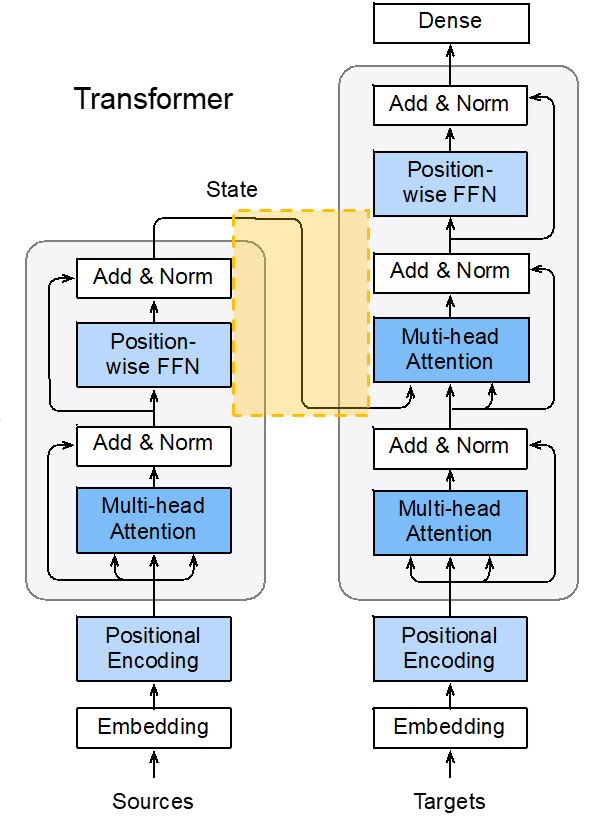 Transformer
State
Add & Norm
Position-
wise FFN
Add & Norm
Multi-head
Attention
Positional
Encoding
Embedding
Sources
Dense
Add & Norm
Position-
wise FFN
Add & Norm
Muti-head
Attention
Add & Norm
Multi-head
Attention
Positional
Encoding
Embedding
Targets